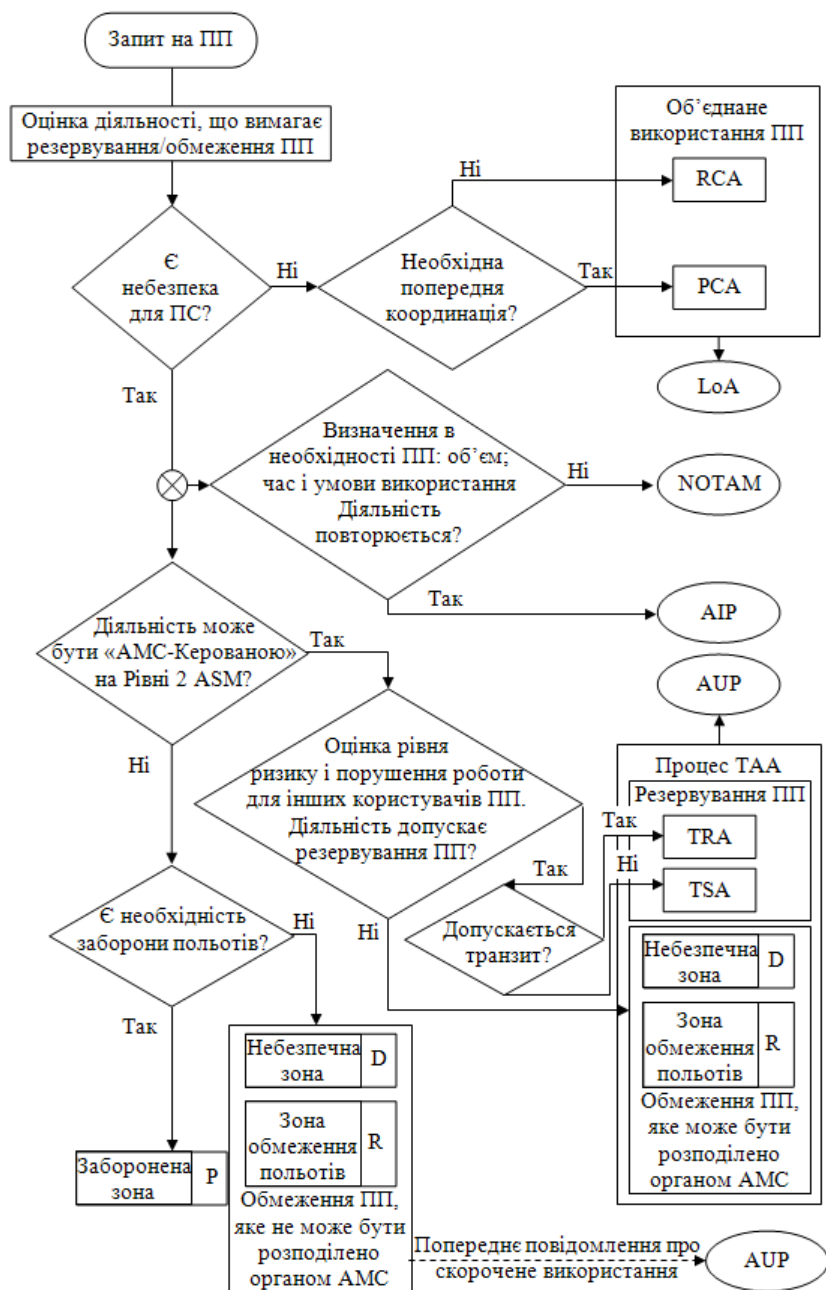 Запит на ПП
Оцінка діяльності, що вимагає
резервування/обмеження ПП
Об’єднане
використання ПП
Ні
RCA
Є
небезпека
для ПС?
Ні
Необхідна
попередня
координація?
Так
PCA
Так
LoA
Визначення в
необхідності ПП: об’єм;
час і умови використання
Діяльність
повторюється?
Ні
NOTAM
Так
AIP
Діяльність може
бути «АМС-Керованою»
на Рівні 2 ASM?
Так
AUP
Ні
Оцінка рівня
ризику і порушення роботи
для інших користувачів ПП.
Діяльність допускає
резервування ПП?
Процес ТАА
Резервування ПП
Так
TRA
Ні
TSA
Так
Допускається
транзит?
Ні
Є необхідність
заборони польотів?
Ні
Так
Небезпечна
зона
D
Зона
обмеження
польотів
R
Обмеження ПП,
яке може бути
розподілено
органом АМС
Небезпечна
зона
D
Зона
обмеження
польотів
R
Обмеження ПП,
яке не може бути
розподілено
органом АМС
Заборонена
зона
P
Попереднє повідомлення про
скорочене використання
AUP